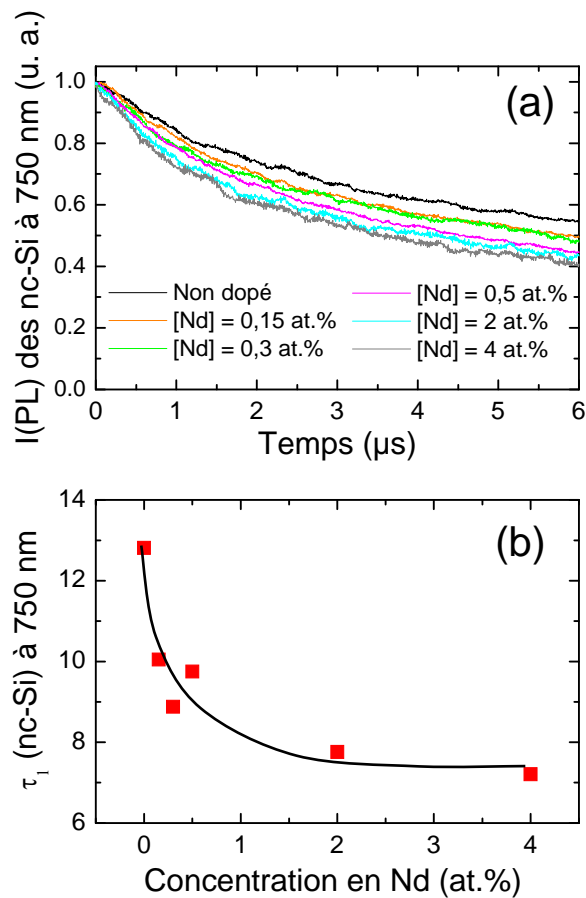 (a)
I(PL) des nc-Si à 750 nm (u. a.)
1.0
0.8
0.6
0.4
0.2
0.0
Non dopé
[Nd] = 0,15 at.%
[Nd] = 0,3 at.%
[Nd] = 0,5 at.%
[Nd] = 2 at.%
[Nd] = 4 at.%
0 1 2 3 4 5 6
Temps (µs)
(b)
τ1 (nc-Si) à 750 nm
14
12
10
8
6
0 1 2 3 4
Concentration en Nd (at.%)